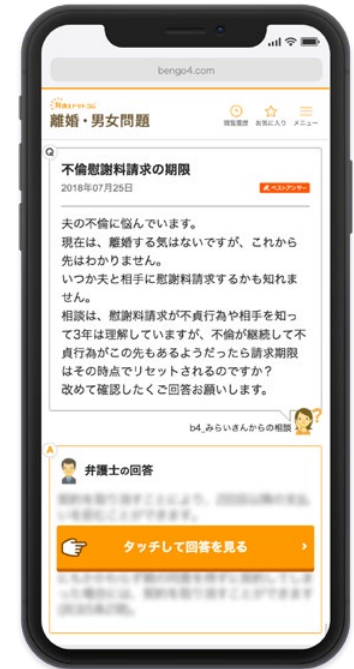 bengo4.com
弁護士ドットコム
離婚・男女問題
閲覧履歴 お気に入り メニュー
Q
不倫慰謝料請求の期限
2018年07月25日
ベストアンサー
夫の不倫に悩んでいます。
現在は、離婚する気はないですが、これから
先はわかりません。
いつか夫と相手に慰謝料請求するかも知れま
せん。
相談は、慰謝料請求が不貞行為や相手を知っ
て3年は理解していますが、不倫が継続して不
貞行為がこの先もあるようだったら請求期限
はその時点でリセットされるのですか？
改めて確認したくご回答お願いします。
b4_みらいさんからの相談
A
弁護士の回答
タッチして回答を見る